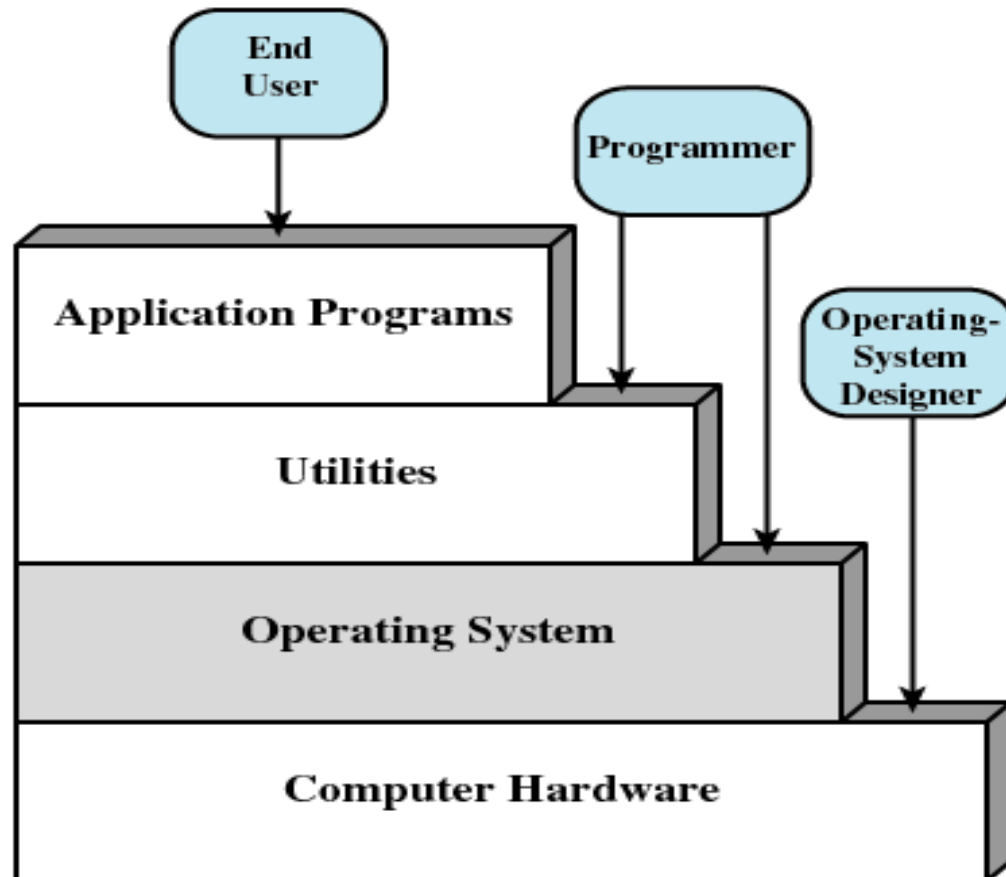 End
User
Programmer
Application Programs
Operating-
System
Designer
Utilities
Operating System
Computer Hardware